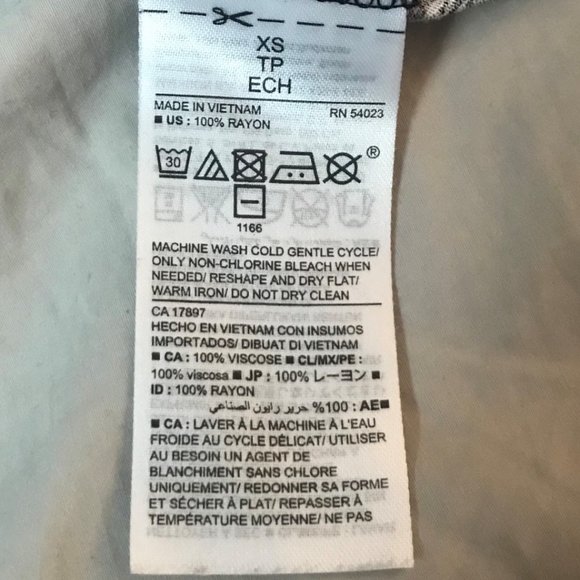 XS
TP
ECH
MADE IN VIETNAM RN 54023
■ US : 100% RAYON
30
®
1166
MACHINE WASH COLD GENTLE CYCLE/
ONLY NON-CHLORINE BLEACH WHEN
NEEDED/ RESHAPE AND DRY FLAT/
WARM IRON/ DO NOT DRY CLEAN
CA 17897
HECHO EN VIETNAM CON INSUMOS
IMPORTADOS/ DIBUAT DI VIETNAM
■ CA : 100% VISCOSE ■ CL/MX/PE :
100% viscosa ■ JP : 100% レーヨン ■
ID : 100% RAYON
■ AE : 100% حرير رايون الصناعي
■ CA : LAVER À LA MACHINE À L'EAU
FROIDE AU CYCLE DÉLICAT/ UTILISER
AU BESOIN UN AGENT DE
BLANCHIMENT SANS CHLORE
UNIQUEMENT/ REDONNER SA FORME
ET SÉCHER À PLAT/ REPASSER À
TEMPÉRATURE MOYENNE/ NE PAS